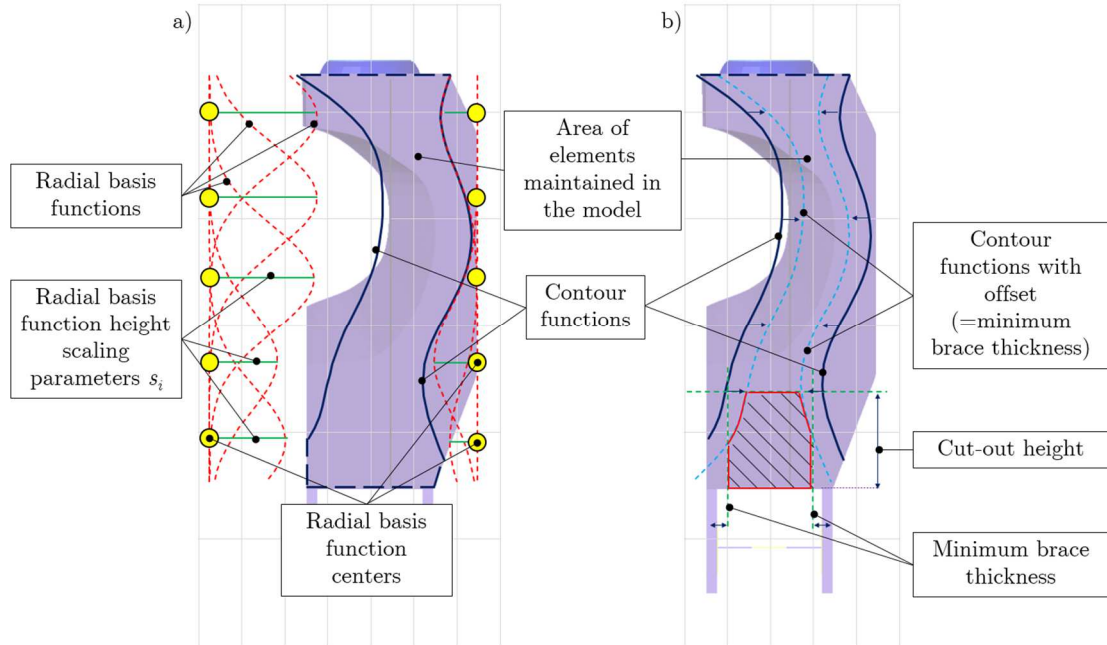 a)
b)
Radial basis
functions
Area of
elements
maintained in
the model
Radial basis
function height
scaling
parameters s_i
Contour
functions
Contour
functions with
offset
(=minimum
brace thickness)
Cut-out height
Radial basis
function
centers
Minimum brace
thickness